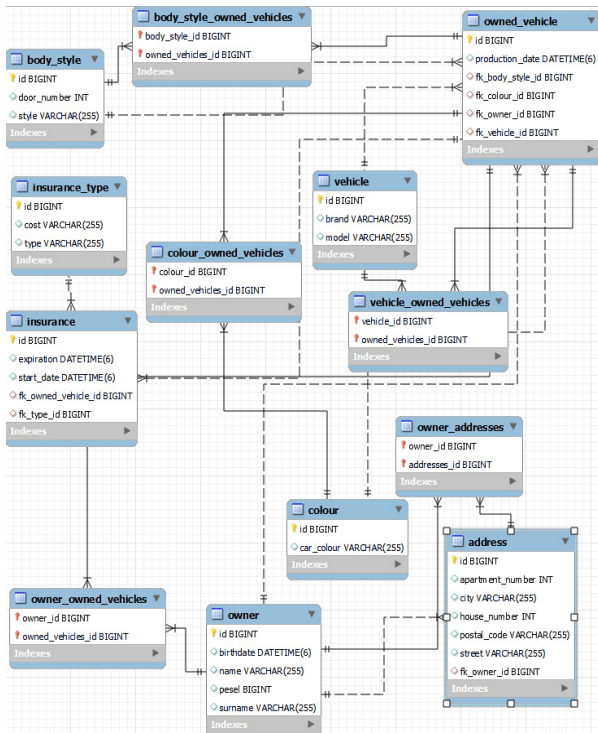 body_style_owned_vehicles
body_style_id BIGINT
owned_vehicles_id BIGINT
Indexes
owned_vehicle
id BIGINT
production_date DATETIME(6)
fk_body_style_id BIGINT
fk_colour_id BIGINT
fk_owner_id BIGINT
fk_vehicle_id BIGINT
Indexes
body_style
id BIGINT
door_number INT
style VARCHAR(255)
Indexes
insurance_type
id BIGINT
cost VARCHAR(255)
type VARCHAR(255)
Indexes
vehicle
id BIGINT
brand VARCHAR(255)
model VARCHAR(255)
Indexes
colour_owned_vehicles
colour_id BIGINT
owned_vehicles_id BIGINT
Indexes
vehicle_owned_vehicles
vehicle_id BIGINT
owned_vehicles_id BIGINT
Indexes
insurance
id BIGINT
expiration DATETIME(6)
start_date DATETIME(6)
fk_owned_vehicle_id BIGINT
fk_type_id BIGINT
Indexes
owner_addresses
owner_id BIGINT
addresses_id BIGINT
Indexes
colour
id BIGINT
car_colour VARCHAR(255)
Indexes
address
id BIGINT
apartment_number INT
city VARCHAR(255)
house_number INT
postal_code VARCHAR(255)
street VARCHAR(255)
fk_owner_id BIGINT
Indexes
owner_owned_vehicles
owner_id BIGINT
owned_vehicles_id BIGINT
Indexes
owner
id BIGINT
birthdate DATETIME(6)
name VARCHAR(255)
pesel BIGINT
surname VARCHAR(255)
Indexes